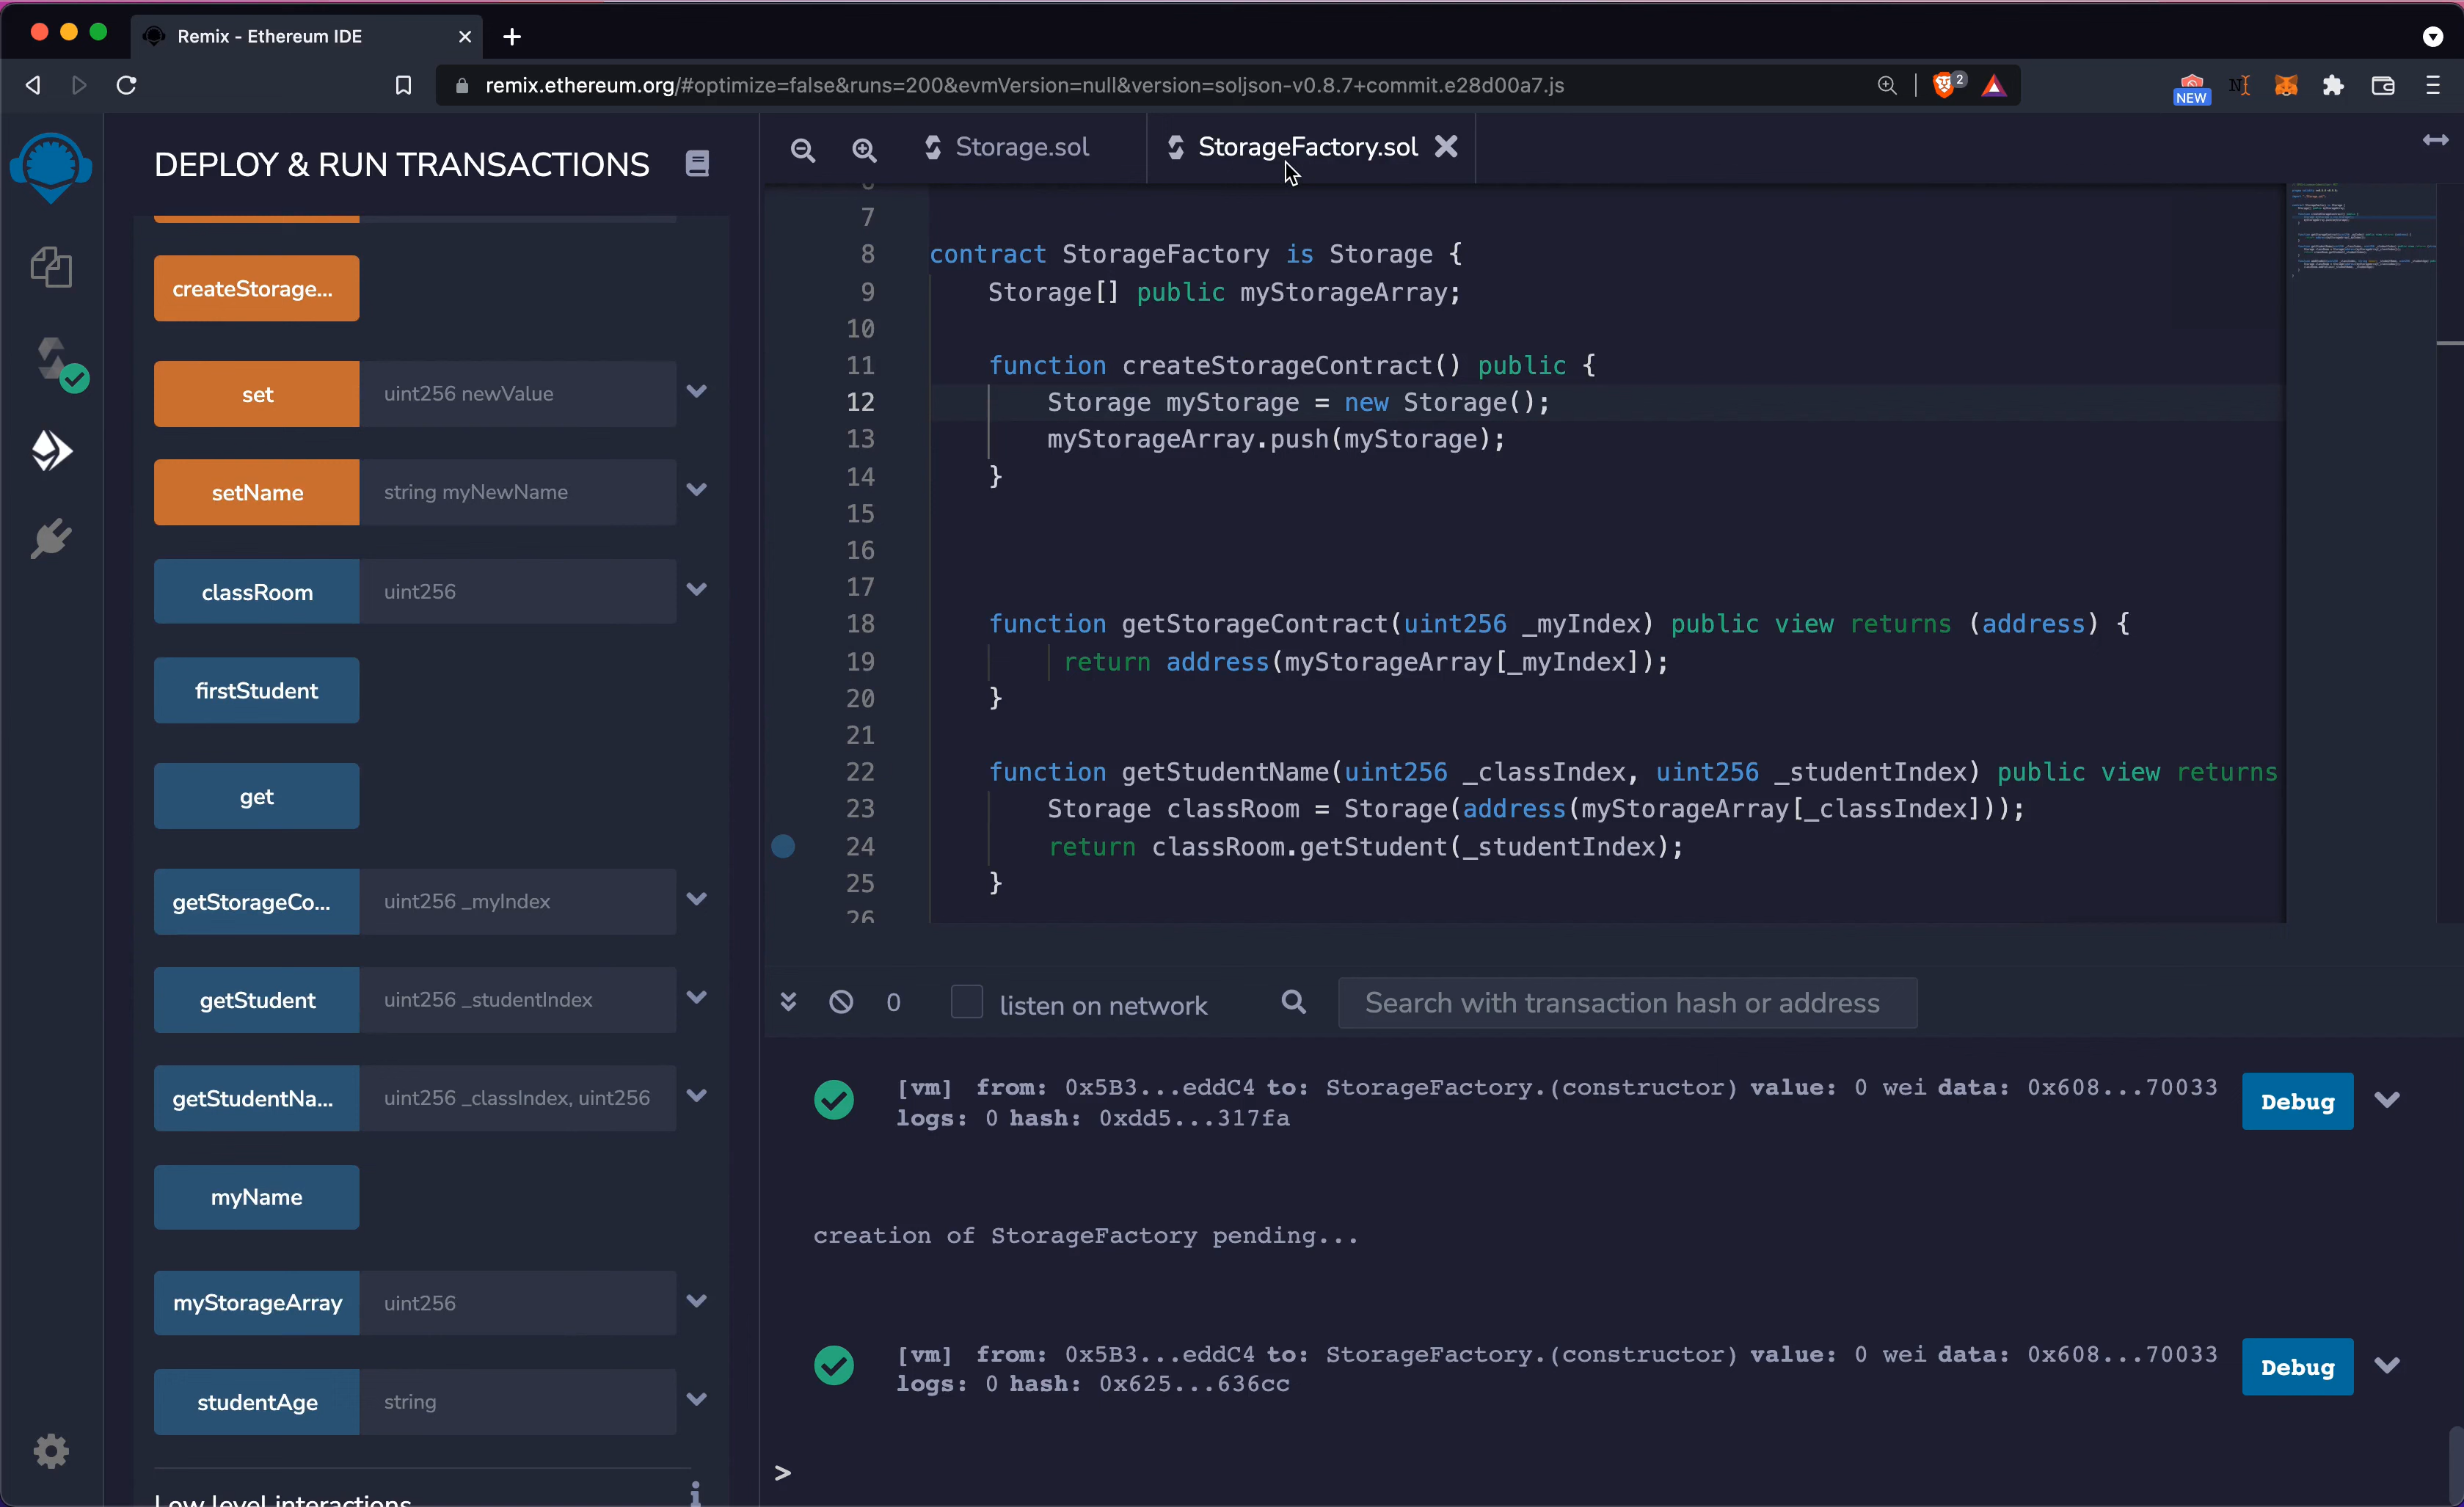 Remix - Ethereum IDE
remix.ethereum.org/#optimize=false&runs=200&evmVersion=null&version=soljson-v0.8.7+commit.e28d00a7.js
2
NEW
DEPLOY & RUN TRANSACTIONS
Storage.sol
StorageFactory.sol
createStorage...
set
uint256 newValue
setName
string myNewName
classRoom
uint256
firstStudent
get
getStorageCo...
uint256 _myIndex
getStudent
uint256 _studentIndex
getStudentNa...
uint256 _classIndex, uint256
myName
myStorageArray
uint256
studentAge
string
Low level interactions
7
8 contract StorageFactory is Storage {
9 Storage[] public myStorageArray;
10
11 function createStorageContract() public {
12 Storage myStorage = new Storage();
13 myStorageArray.push(myStorage);
14 }
15
16
17
18 function getStorageContract(uint256 _myIndex) public view returns (address) {
19 return address(myStorageArray[_myIndex]);
20 }
21
22 function getStudentName(uint256 _classIndex, uint256 _studentIndex) public view returns
23 Storage classRoom = Storage(address(myStorageArray[_classIndex]));
24 return classRoom.getStudent(_studentIndex);
25 }
26
0
listen on network
Search with transaction hash or address
[vm] from: 0x5B3...eddC4 to: StorageFactory.(constructor) value: 0 wei data: 0x608...70033
logs: 0 hash: 0xdd5...317fa
Debug
creation of StorageFactory pending...
[vm] from: 0x5B3...eddC4 to: StorageFactory.(constructor) value: 0 wei data: 0x608...70033
logs: 0 hash: 0x625...636cc
Debug
>